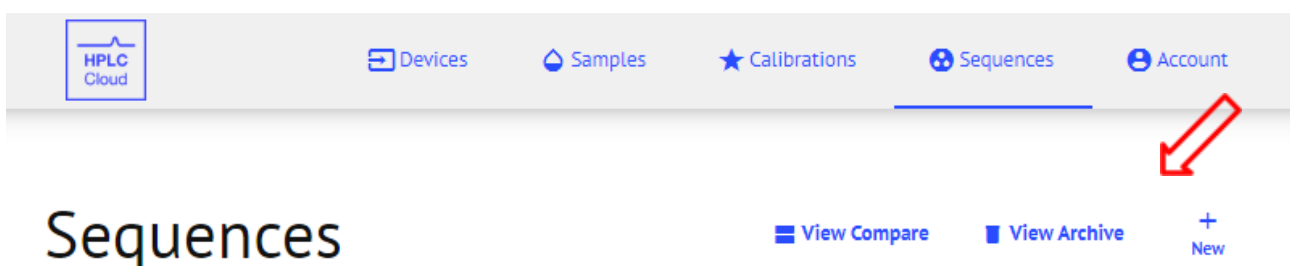 HPLC
Cloud
Devices Samples Calibrations Sequences Account
Sequences View Compare View Archive + New